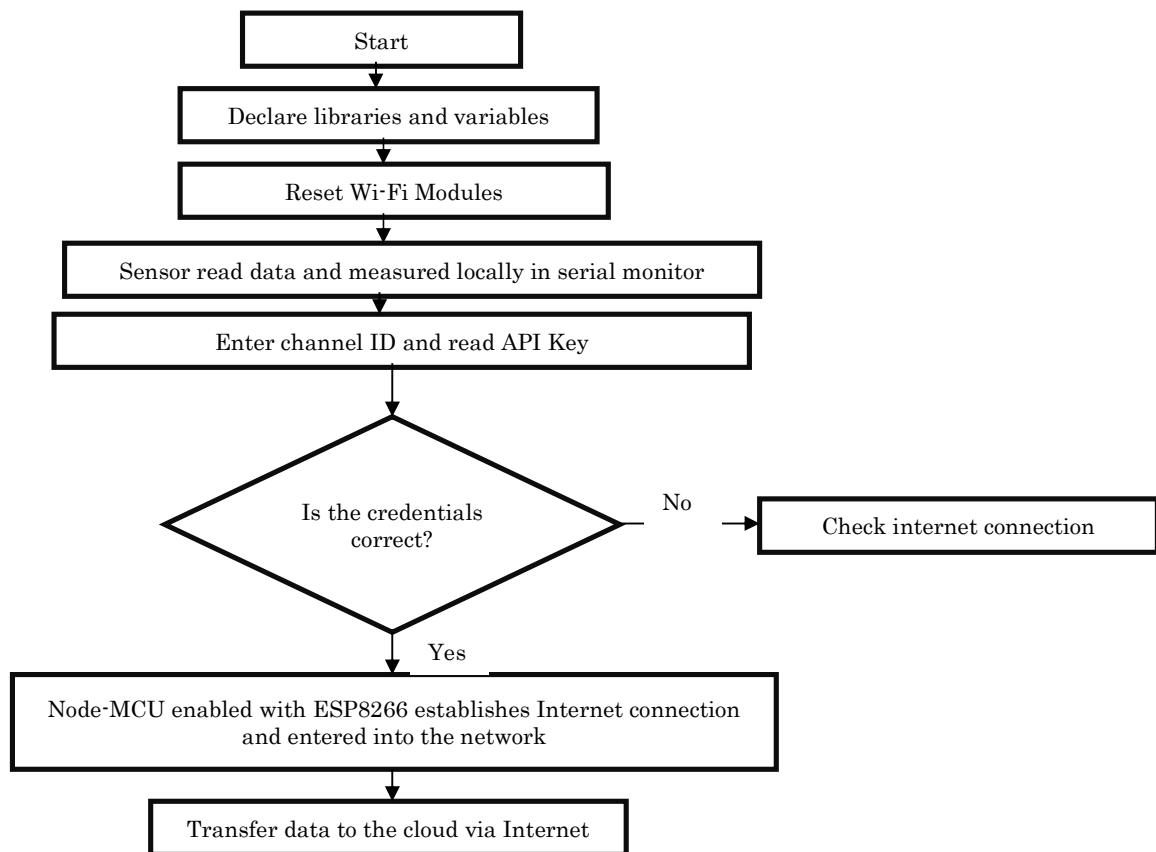 Start
Declare libraries and variables
Reset Wi-Fi Modules
Sensor read data and measured locally in serial monitor
Enter channel ID and read API Key
Is the credentials
correct?
No
Check internet connection
Yes
Node-MCU enabled with ESP8266 establishes Internet connection
and entered into the network
Transfer data to the cloud via Internet